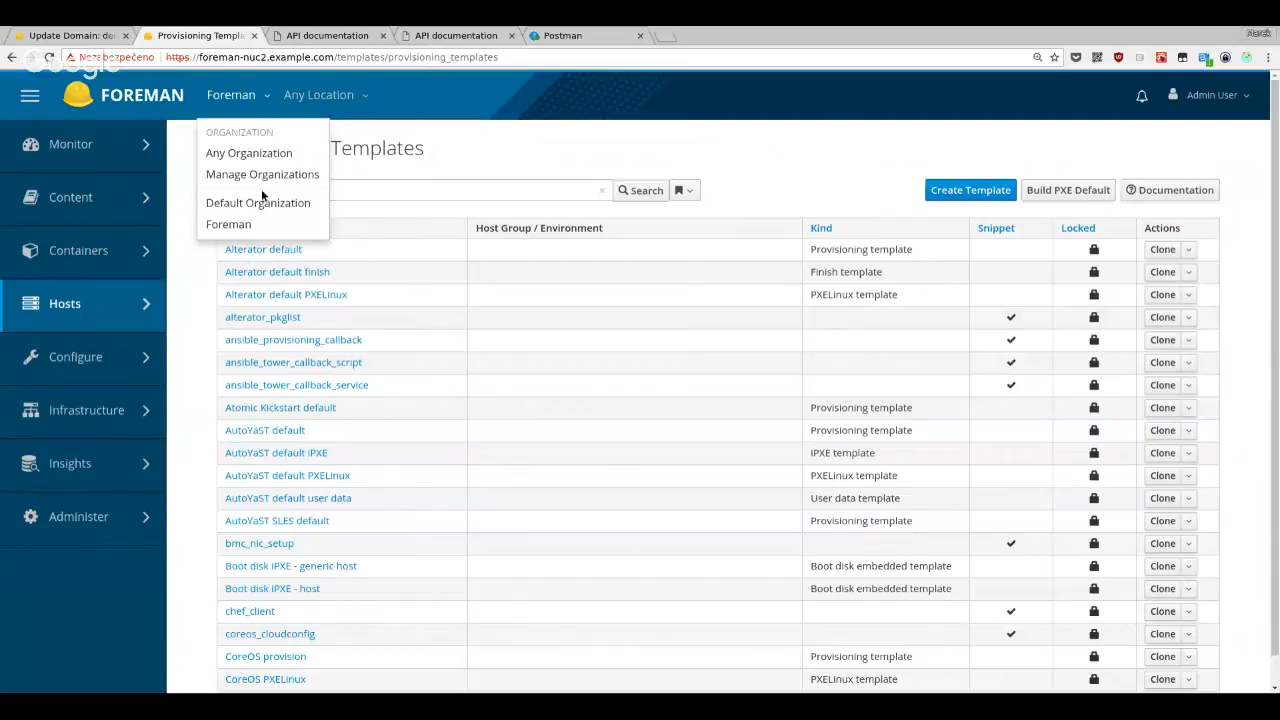 Update Domain: de
Provisioning Templa
API documentation
API documentation
Postman
Marek
Google
Nezabezpečeno
https://foreman-nuc2.example.com/templates/provisioning_templates
FOREMAN
Foreman
Any Location
Admin User
Monitor
Content
Containers
Hosts
Configure
Infrastructure
Insights
Administer
ORGANIZATION
Any Organization
Manage Organizations
Default Organization
Foreman
Templates
Search
Create Template
Build PXE Default
Documentation
Host Group / Environment Kind Snippet Locked Actions
Alterator default Provisioning template Clone
Alterator default finish Finish template Clone
Alterator default PXELinux PXELinux template Clone
alterator_pkglist Clone
ansible_provisioning_callback Clone
ansible_tower_callback_script Clone
ansible_tower_callback_service Clone
Atomic Kickstart default Provisioning template Clone
AutoYaST default Provisioning template Clone
AutoYaST default iPXE iPXE template Clone
AutoYaST default PXELinux PXELinux template Clone
AutoYaST default user data User data template Clone
AutoYaST SLES default Provisioning template Clone
bmc_nic_setup Clone
Boot disk iPXE - generic host Boot disk embedded template Clone
Boot disk iPXE - host Boot disk embedded template Clone
chef_client Clone
coreos_cloudconfig Clone
CoreOS provision Provisioning template Clone
CoreOS PXELinux PXELinux template Clone